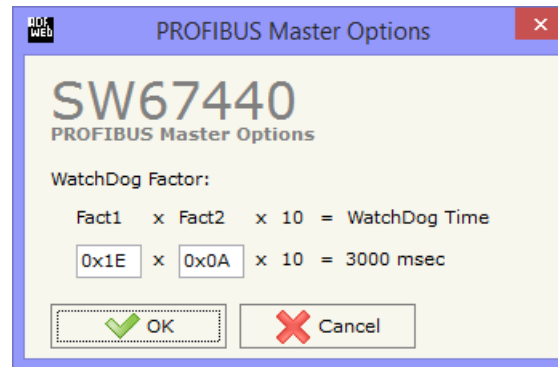 ADF
WEB
PROFIBUS Master Options
x
SW67440
PROFIBUS Master Options
WatchDog Factor:
Fact1 x Fact2 x 10 = WatchDog Time
0x1E x 0x0A x 10 = 3000 msec
OK Cancel